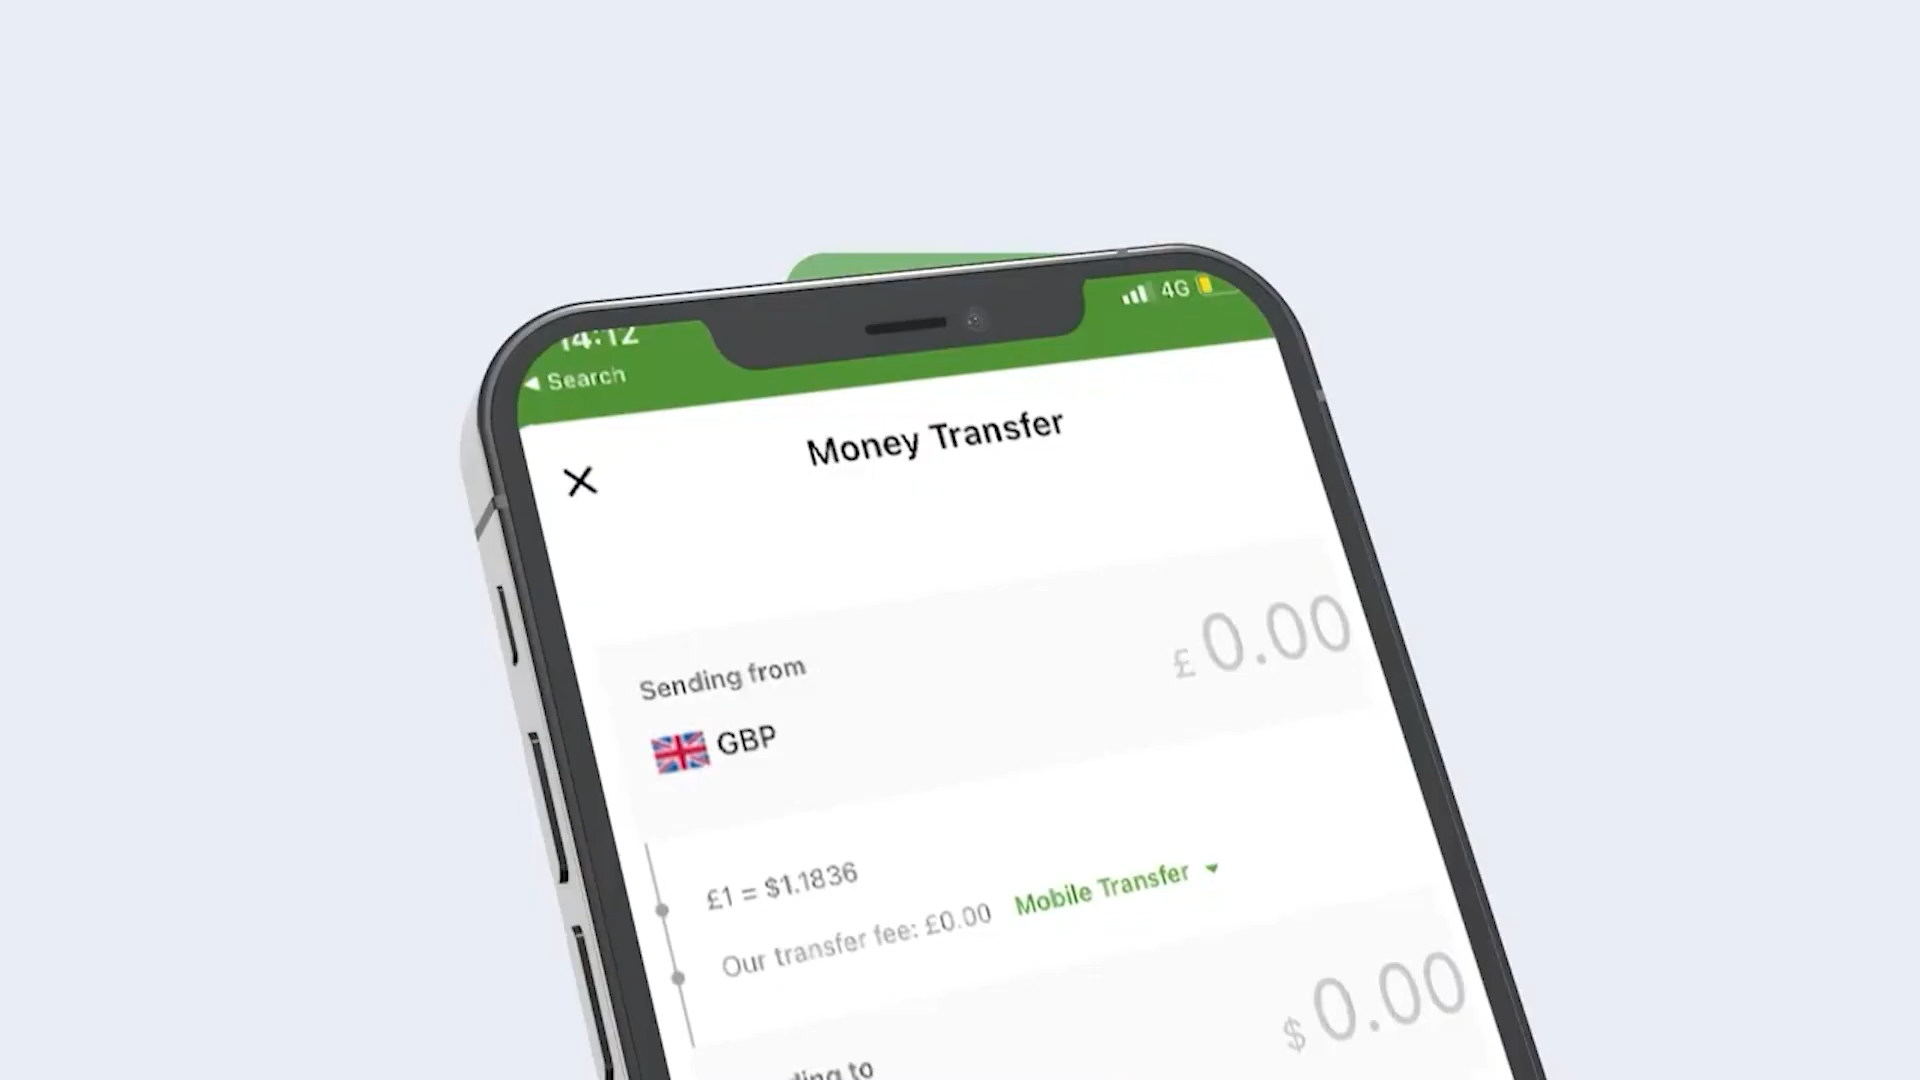 14:12
4G
◀ Search
Money Transfer
Sending from
£ 0.00
GBP
£1 = $1.1836
Our transfer fee: £0.00 Mobile Transfer
$ 0.00
to